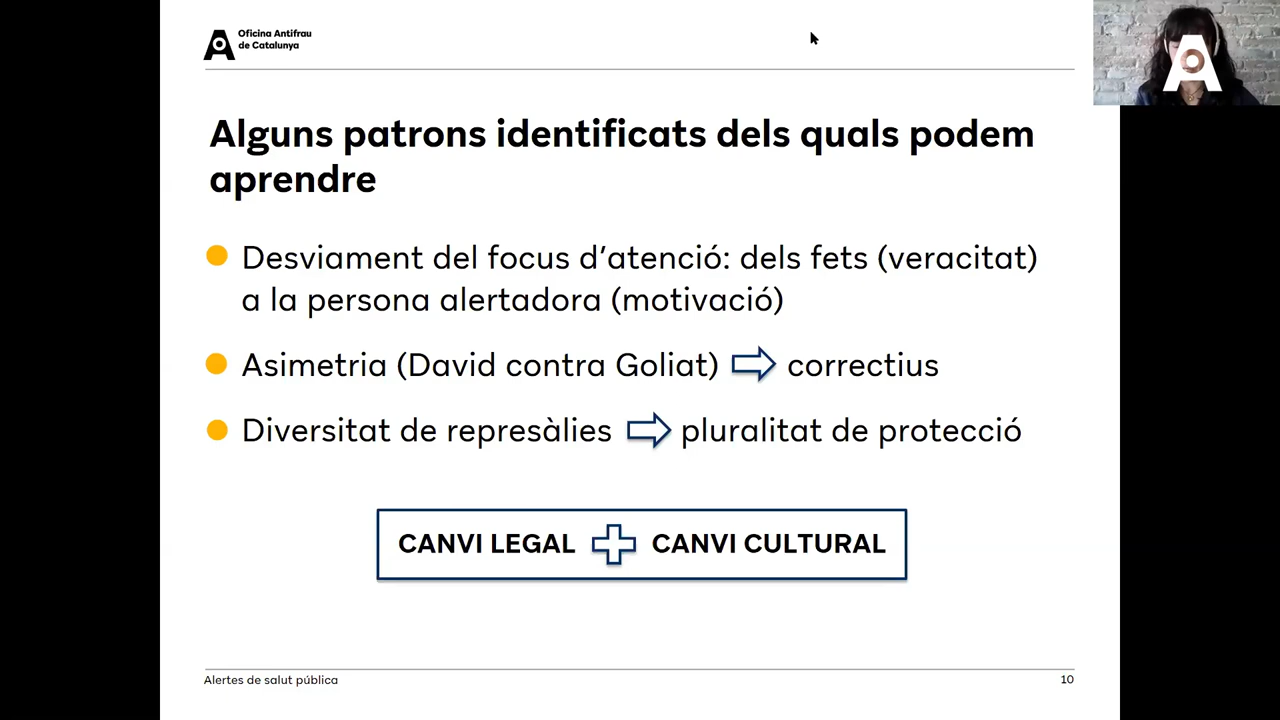 Oficina Antifrau
de Catalunya
Alguns patrons identificats dels quals podem
aprendre
Desviament del focus d’atenció: dels fets (veracitat)
a la persona alertadora (motivació)
Asimetria (David contra Goliat) correctius
Diversitat de represàlies pluralitat de protecció
CANVI LEGAL CANVI CULTURAL
Alertes de salut pública 10